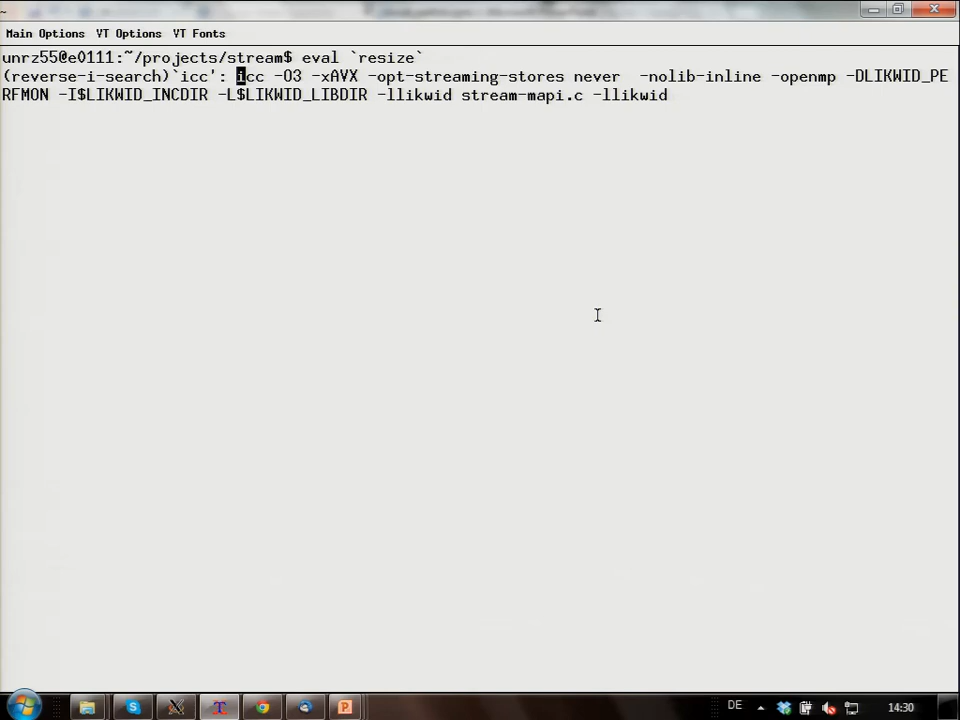 ~
Main Options  VT Options  VT Fonts
unrz55@e0111:~/projects/stream$ eval `resize`
(reverse-i-search)`icc': icc -O3 -xAVX -opt-streaming-stores never  -nolib-inline -openmp -DLIKWID_PE
RFMON -I$LIKWID_INCDIR -L$LIKWID_LIBDIR -llikwid stream-mapi.c -llikwid
DE 14:30